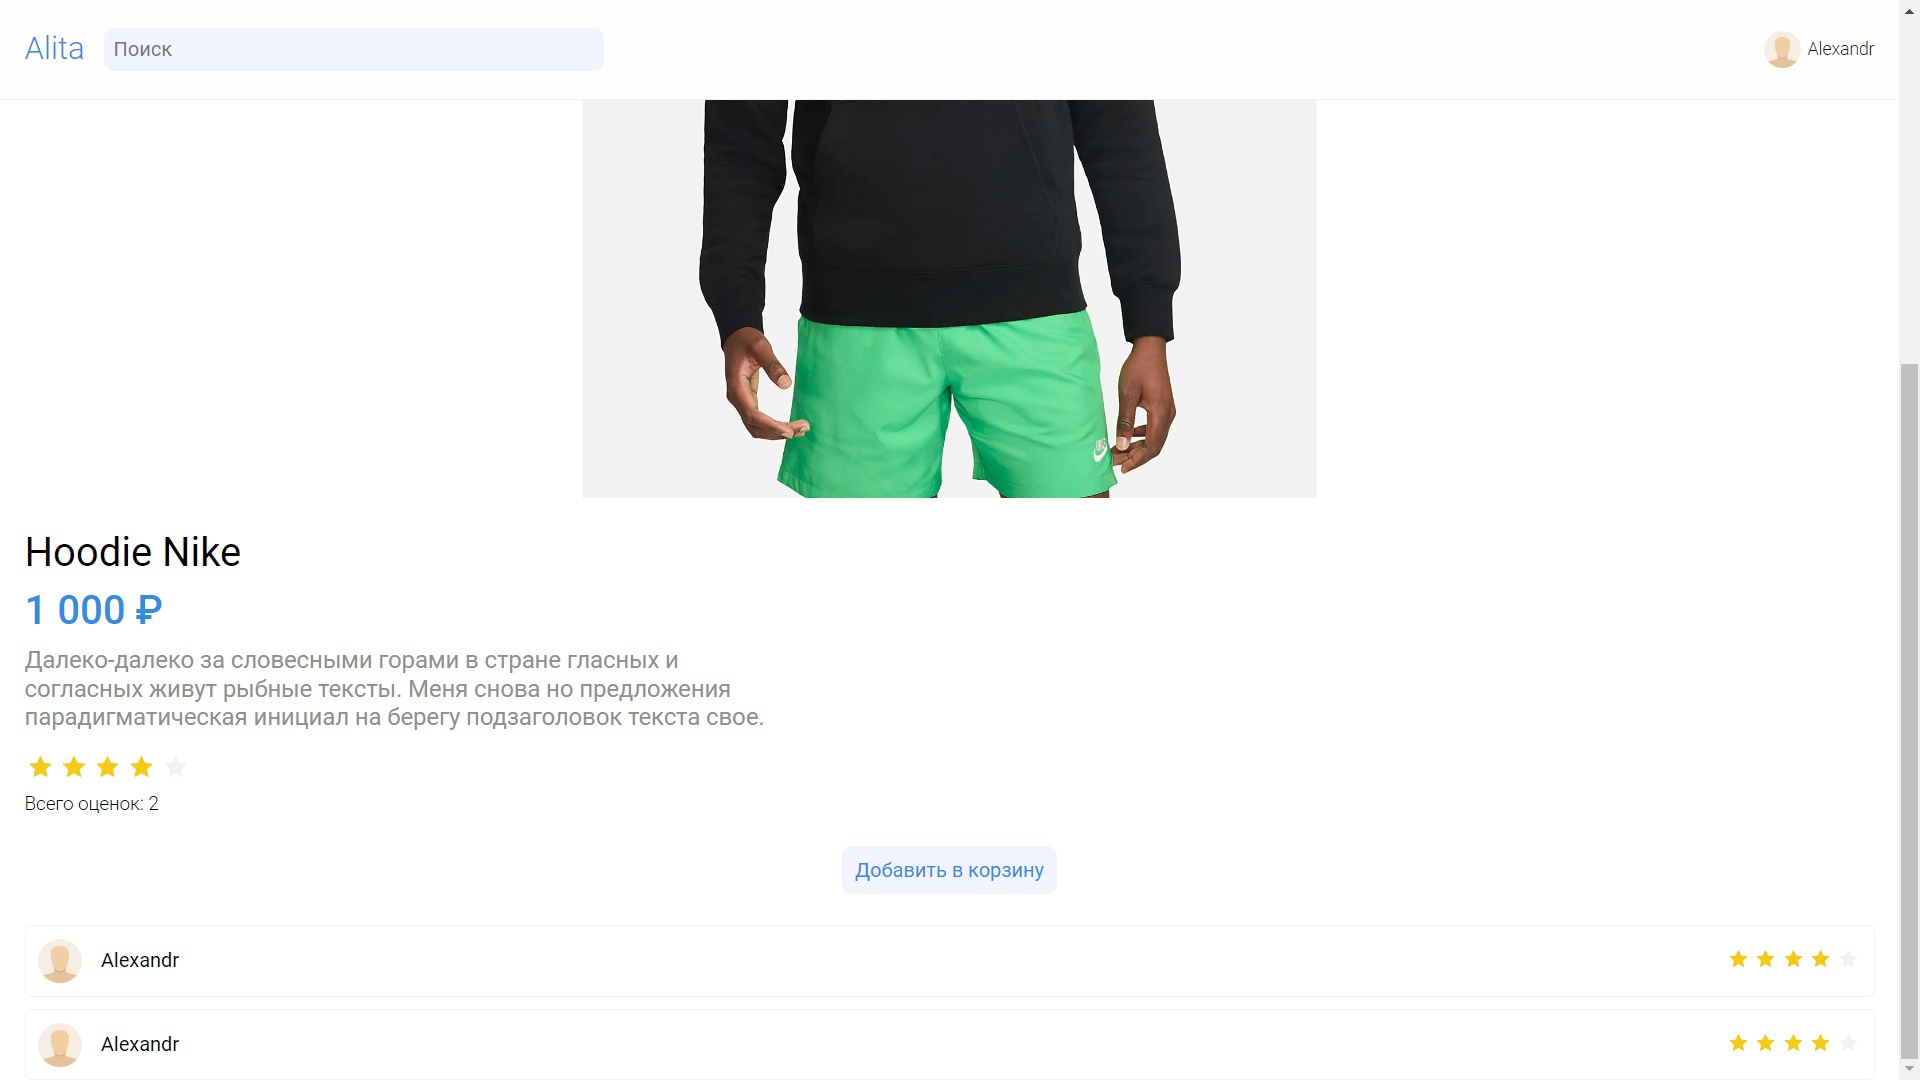 Alita
Поиск
Alexandr
Hoodie Nike
1 000 ₽
Далеко-далеко за словесными горами в стране гласных и
согласных живут рыбные тексты. Меня снова но предложения
парадигматическая инициал на берегу подзаголовок текста свое.
Всего оценок: 2
Добавить в корзину
Alexandr
Alexandr